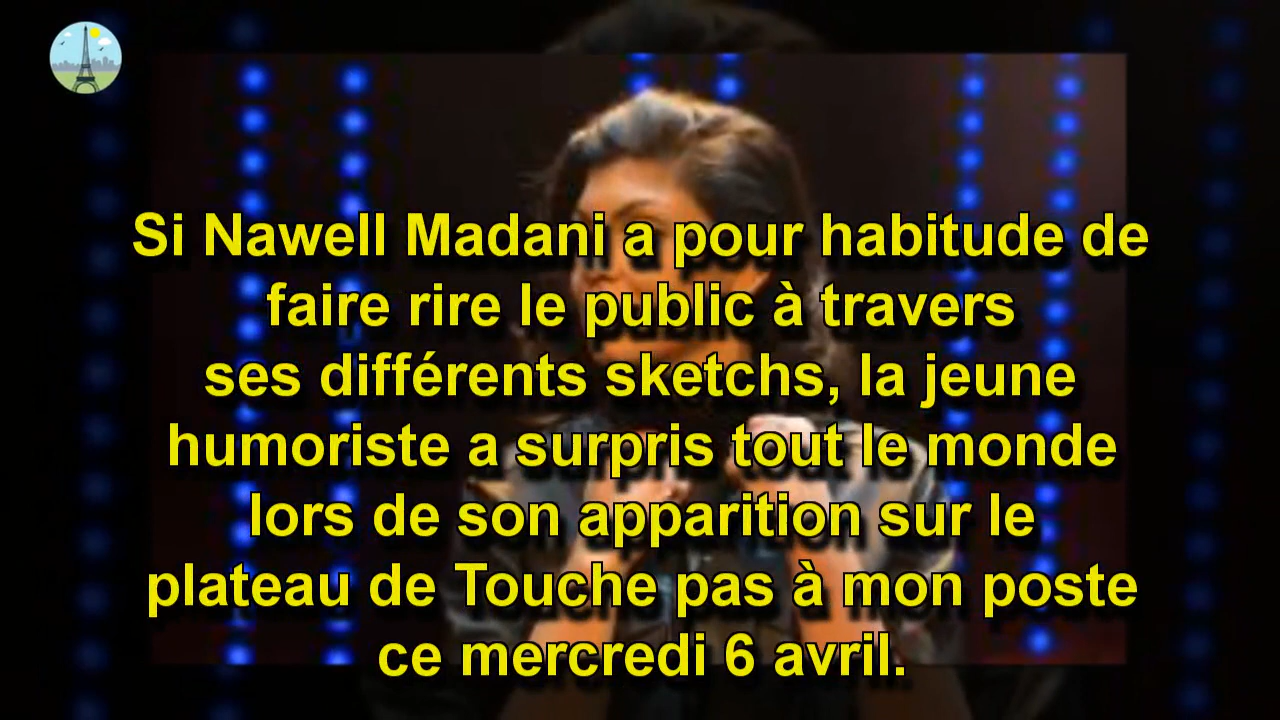 Si Nawell Madani a pour habitude de
faire rire le public à travers
ses différents sketchs, la jeune
humoriste a surpris tout le monde
lors de son apparition sur le
plateau de Touche pas à mon poste
ce mercredi 6 avril.